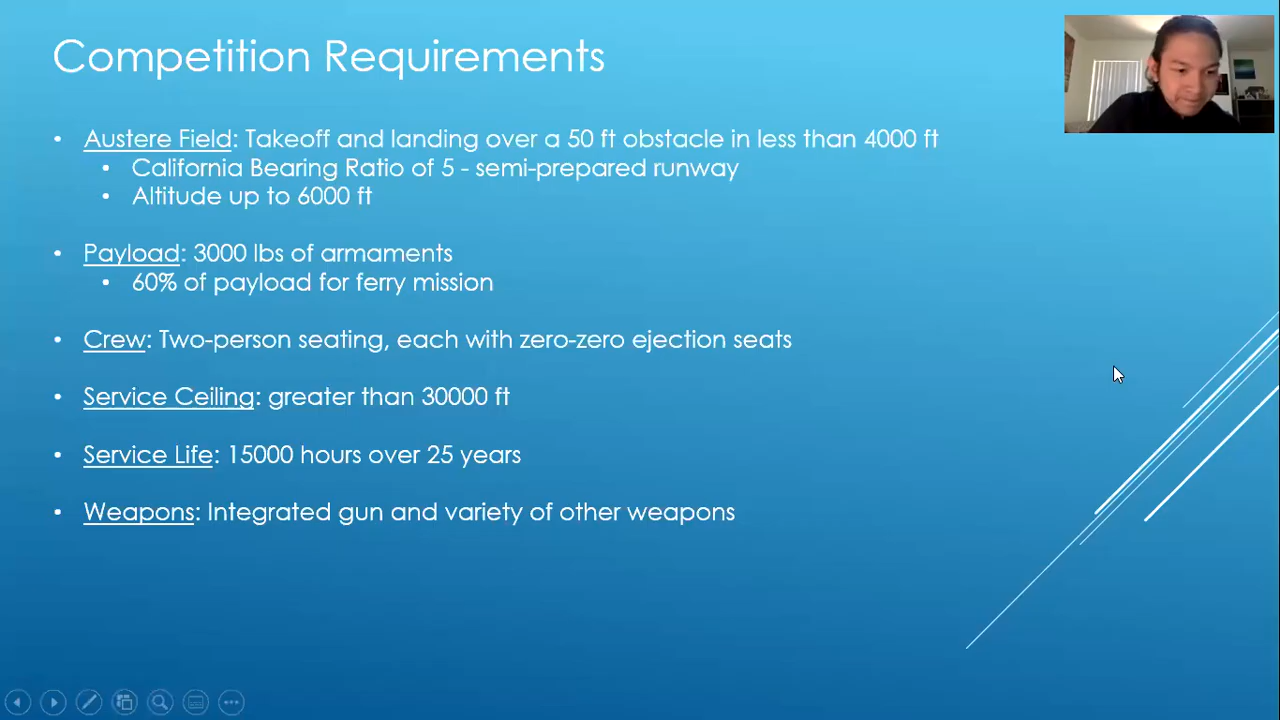 Competition Requirements
• Austere Field: Takeoff and landing over a 50 ft obstacle in less than 4000 ft
• California Bearing Ratio of 5 - semi-prepared runway
• Altitude up to 6000 ft
• Payload: 3000 lbs of armaments
• 60% of payload for ferry mission
• Crew: Two-person seating, each with zero-zero ejection seats
• Service Ceiling: greater than 30000 ft
• Service Life: 15000 hours over 25 years
• Weapons: Integrated gun and variety of other weapons